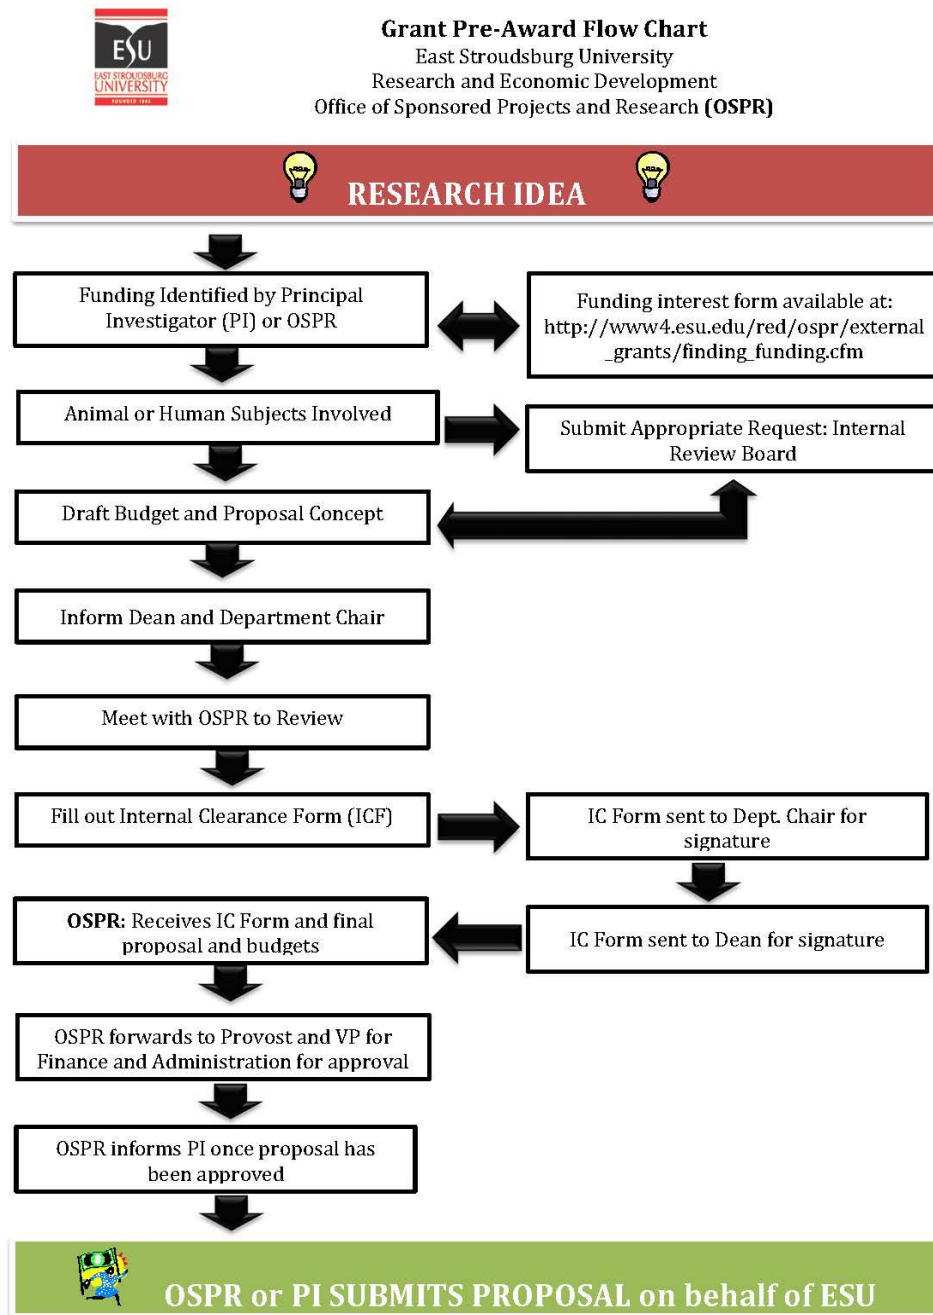 ESU
EAST STROUDSBURG
UNIVERSITY
Grant Pre-Award Flow Chart
East Stroudsburg University
Research and Economic Development
Office of Sponsored Projects and Research (OSPR)
RESEARCH IDEA
Funding Identified by Principal
Investigator (PI) or OSPR
Funding interest form available at:
http://www4.esu.edu/red/ospr/external
_grants/finding_funding.cfm
Animal or Human Subjects Involved
Submit Appropriate Request: Internal
Review Board
Draft Budget and Proposal Concept
Inform Dean and Department Chair
Meet with OSPR to Review
Fill out Internal Clearance Form (ICF)
IC Form sent to Dept. Chair for
signature
OSPR: Receives IC Form and final
proposal and budgets
IC Form sent to Dean for signature
OSPR forwards to Provost and VP for
Finance and Administration for approval
OSPR informs PI once proposal has
been approved
OSPR or PI SUBMITS PROPOSAL on behalf of ESU